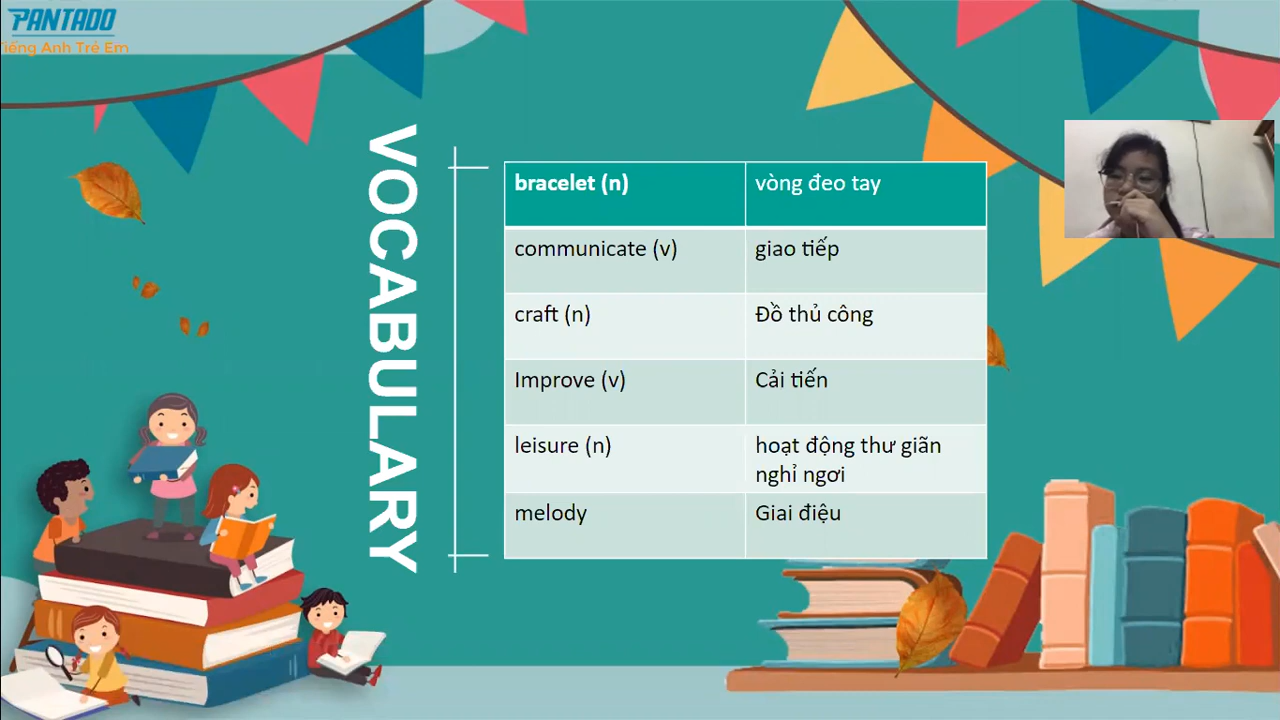 PANTADO
Tiếng Anh Trẻ Em
VOCABULARY
bracelet (n)
vòng đeo tay
communicate (v)
giao tiếp
craft (n)
Đồ thủ công
Improve (v)
Cải tiến
leisure (n)
hoạt động thư giãn
nghỉ ngơi
melody
Giai điệu